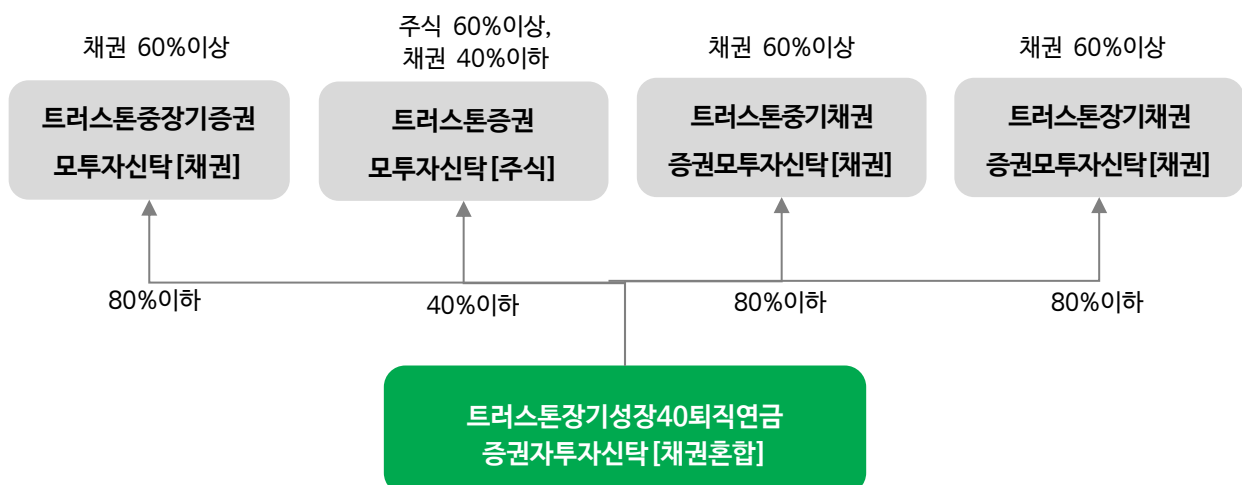 채권 60%이상
주식 60%이상,
채권 40%이하
채권 60%이상
채권 60%이상
트러스톤중장기증권
모투자신탁[채권]
트러스톤증권
모투자신탁[주식]
트러스톤중기채권
증권모투자신탁[채권]
트러스톤장기채권
증권모투자신탁[채권]
80%이하
40%이하
80%이하
80%이하
트러스톤장기성장40퇴직연금
증권자투자신탁[채권혼합]